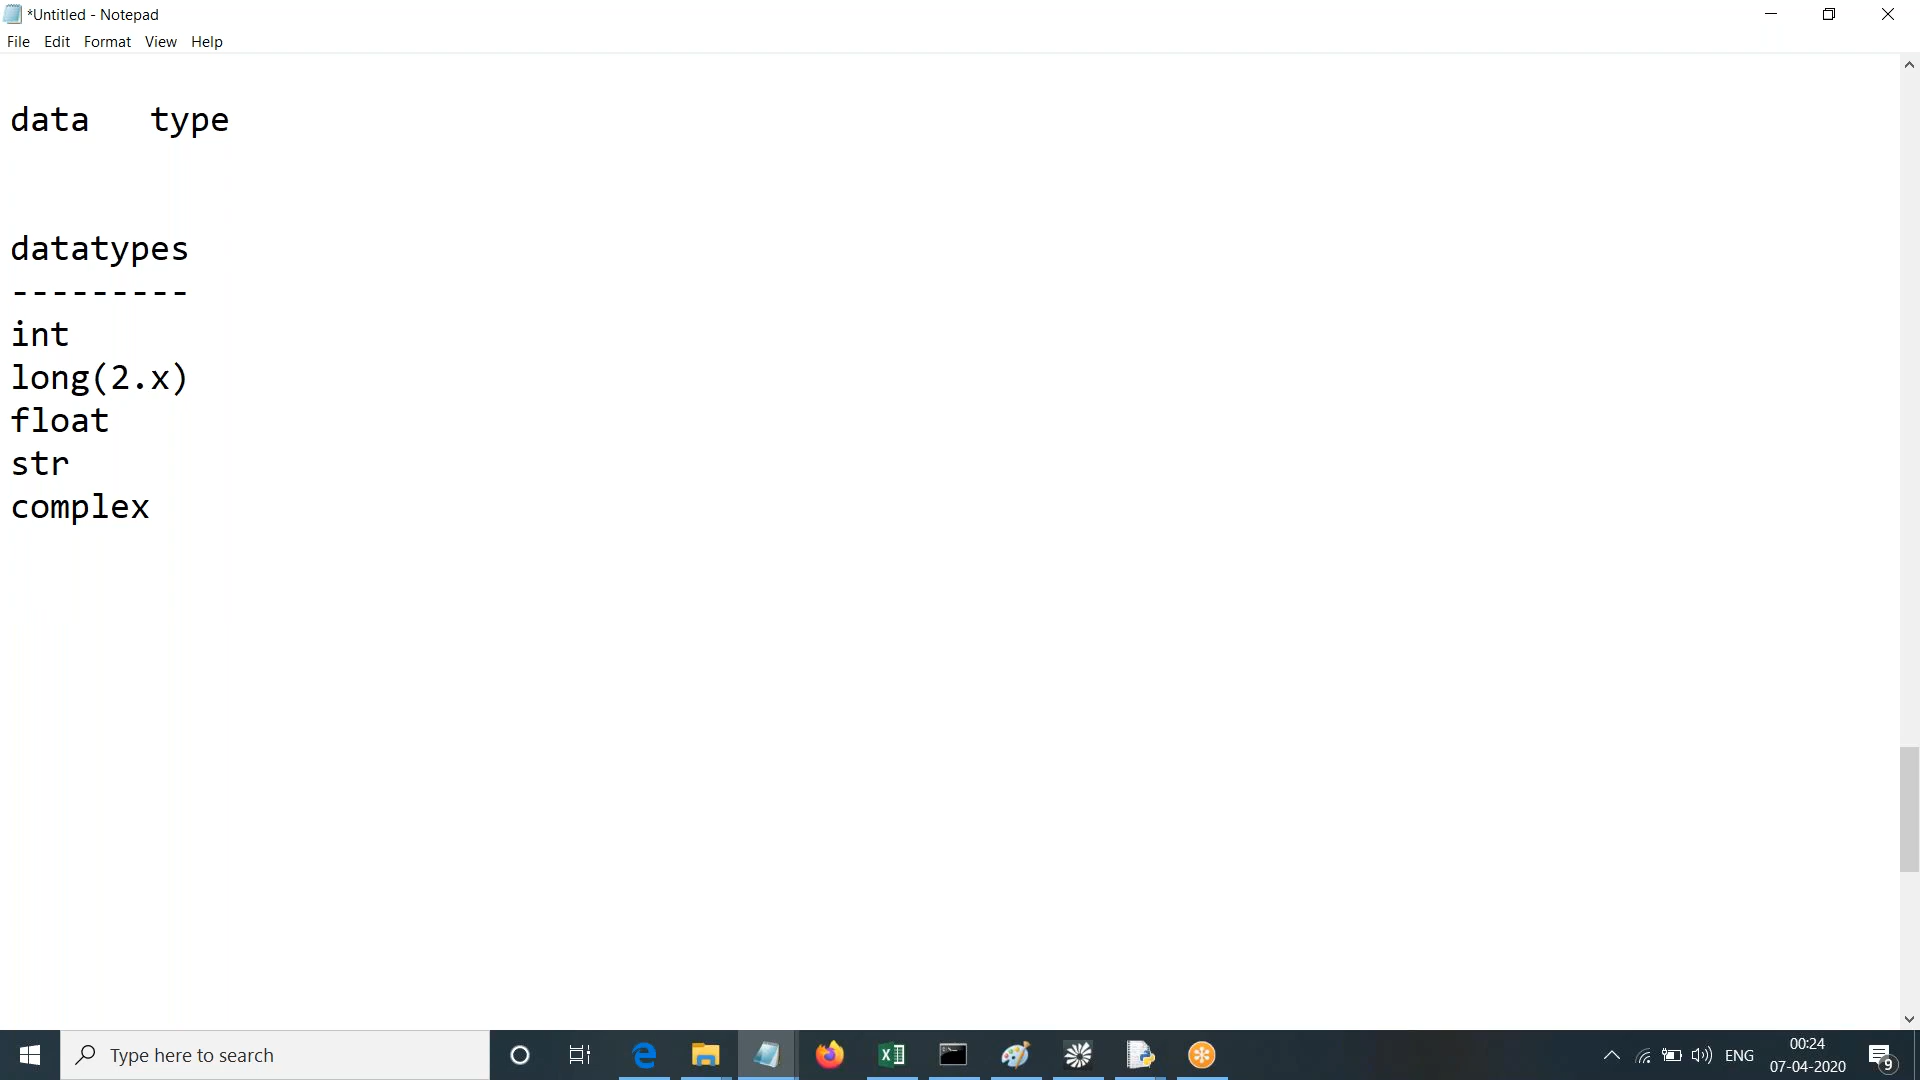 *Untitled - Notepad
File Edit Format View Help
data   type
datatypes
---------
int
long(2.x)
float
str
complex
Type here to search
ENG
00:24
07-04-2020
9